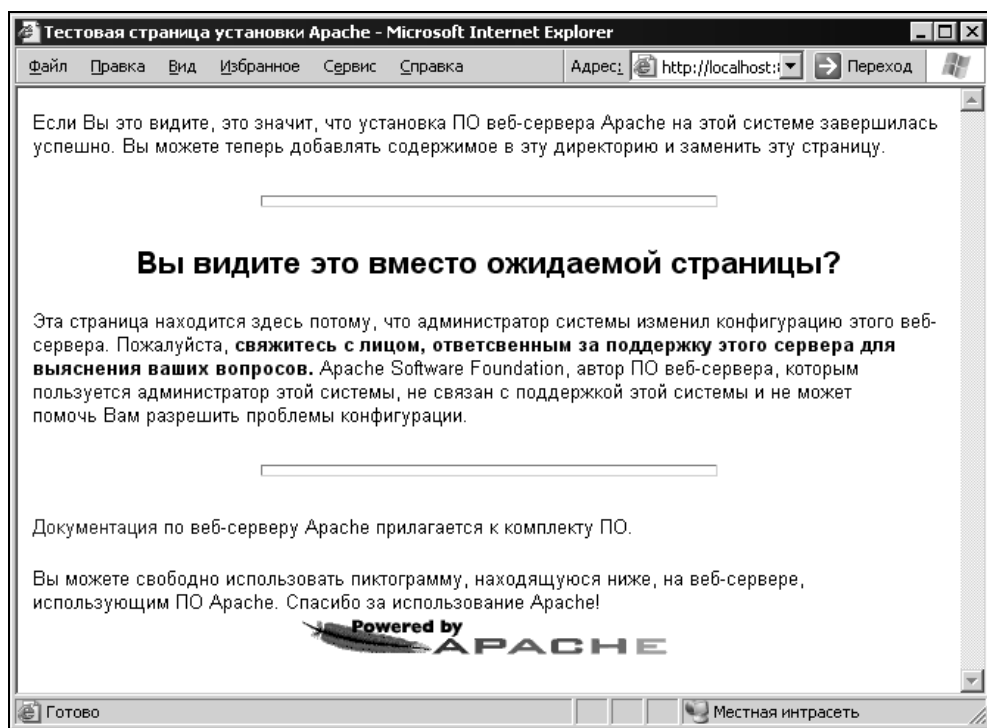 Тестовая страница установки Apache - Microsoft Internet Explorer
Файл Правка Вид Избранное Сервис Справка Адрес: http://localhost: Переход
Если Вы это видите, это значит, что установка ПО веб-сервера Apache на этой системе завершилась
успешно. Вы можете теперь добавлять содержимое в эту директорию и заменить эту страницу.
Вы видите это вместо ожидаемой страницы?
Эта страница находится здесь потому, что администратор системы изменил конфигурацию этого веб-
сервера. Пожалуйста, свяжитесь с лицом, ответсвенным за поддержку этого сервера для
выяснения ваших вопросов. Apache Software Foundation, автор ПО веб-сервера, которым
пользуется администратор этой системы, не связан с поддержкой этой системы и не может
помочь Вам разрешить проблемы конфигурации.
Документация по веб-серверу Apache прилагается к комплекту ПО.
Вы можете свободно использовать пиктограмму, находящуюся ниже, на веб-сервере,
использующим ПО Apache. Спасибо за использование Apache!
Powered by
APACHE
Готово Местная интрасеть